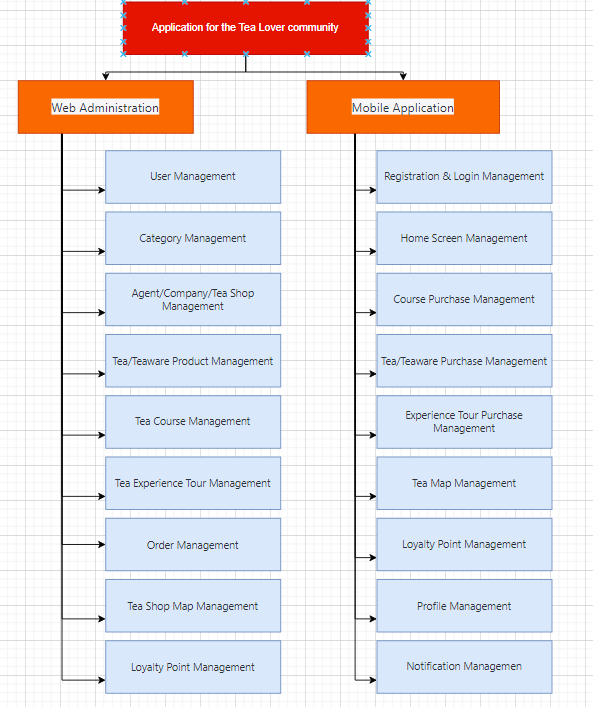 Application for the Tea Lover community
Web Administration
Mobile Application
User Management
Category Management
Agent/Company/Tea Shop
Management
Tea/Teaware Product Management
Tea Course Management
Tea Experience Tour Management
Order Management
Tea Shop Map Management
Loyalty Point Management
Registration & Login Management
Home Screen Management
Course Purchase Management
Tea/Teaware Purchase Management
Experience Tour Purchase
Management
Tea Map Management
Loyalty Point Management
Profile Management
Notification Managemen